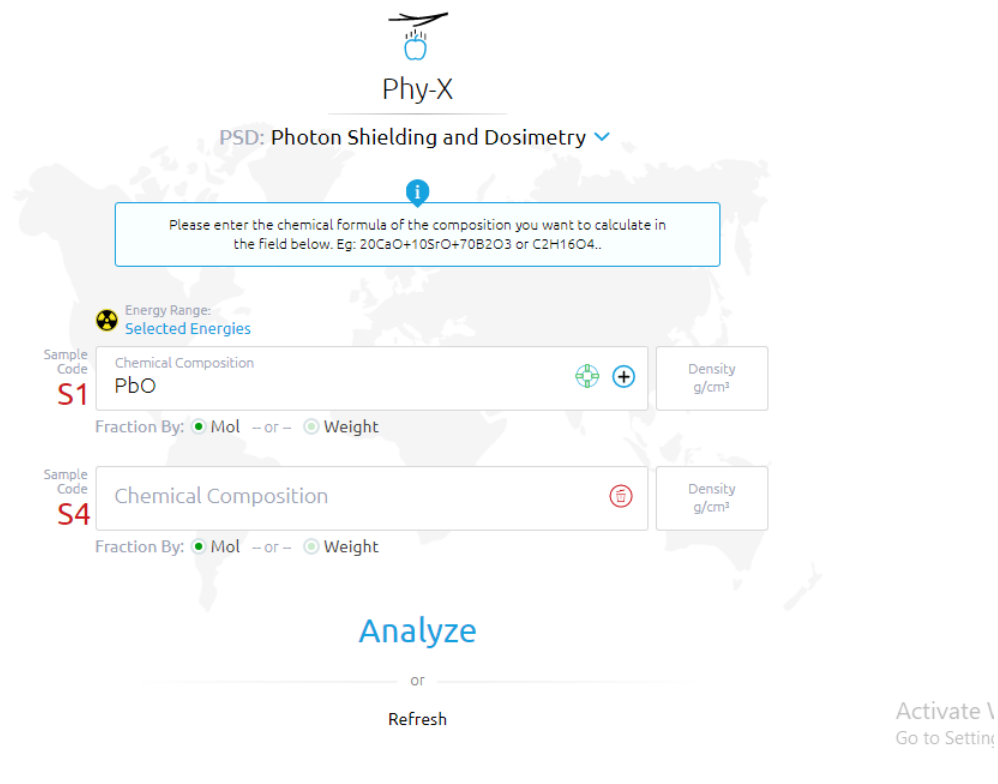 Phy-X
PSD: Photon Shielding and Dosimetry
i
Please enter the chemical formula of the composition you want to calculate in
the field below. Eg: 20CaO+10SrO+70B2O3 or C2H16O4..
Energy Range:
Selected Energies
Sample
Code
S1
Chemical Composition
PbO
Density
g/cm³
Fraction By: Mol – or – Weight
Sample
Code
S4
Chemical Composition
Density
g/cm³
Fraction By: Mol – or – Weight
Analyze
or
Refresh
Activate
Go to Setting